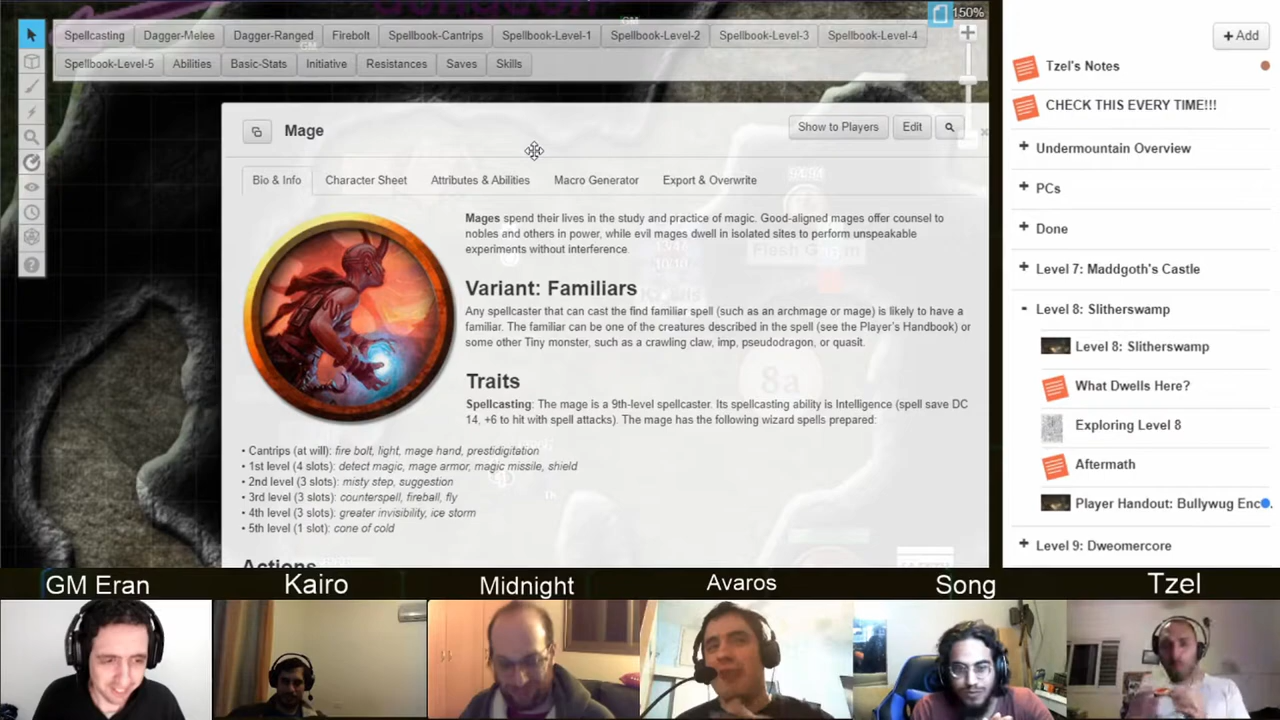 GM
150%
Spellcasting Dagger-Melee Dagger-Ranged Firebolt Spellbook-Cantrips Spellbook-Level-1 Spellbook-Level-2 Spellbook-Level-3 Spellbook-Level-4
GM
Spellbook-Level-5 Abilities Basic-Stats Initiative Resistances Saves Skills
Mage
Show to Players Edit
Bio & Info Character Sheet Attributes & Abilities Macro Generator Export & Overwrite
Mages spend their lives in the study and practice of magic. Good-aligned mages offer counsel to
nobles and others in power, while evil mages dwell in isolated sites to perform unspeakable
experiments without interference.
Variant: Familiars
Any spellcaster that can cast the find familiar spell (such as an archmage or mage) is likely to have a
familiar. The familiar can be one of the creatures described in the spell (see the Player's Handbook) or
some other Tiny monster, such as a crawling claw, imp, pseudodragon, or quasit.
8a
Traits
Spellcasting: The mage is a 9th-level spellcaster. Its spellcasting ability is Intelligence (spell save DC
14, +6 to hit with spell attacks). The mage has the following wizard spells prepared:
• Cantrips (at will): fire bolt, light, mage hand, prestidigitation
• 1st level (4 slots): detect magic, mage armor, magic missile, shield
• 2nd level (3 slots): misty step, suggestion
• 3rd level (3 slots): counterspell, fireball, fly
• 4th level (3 slots): greater invisibility, ice storm
• 5th level (1 slot): cone of cold
Actions
+ Add
Tzel's Notes
CHECK THIS EVERY TIME!!!
+ Undermountain Overview
+ PCs
+ Done
+ Level 7: Maddgoth's Castle
- Level 8: Slitherswamp
Level 8: Slitherswamp
What Dwells Here?
Exploring Level 8
Aftermath
Player Handout: Bullywug Enc
+ Level 9: Dweomercore
GM Eran Kairo Midnight Avaros Song Tzel